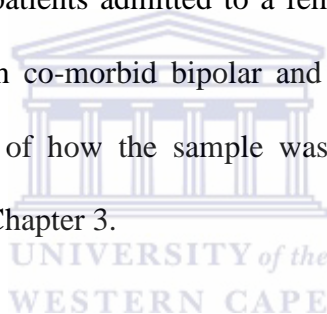 patients admitted to a
co-morbid bipolar and
of how the sample was
Chapter 3.
UNIVERSITY of the
WESTERN CAPE